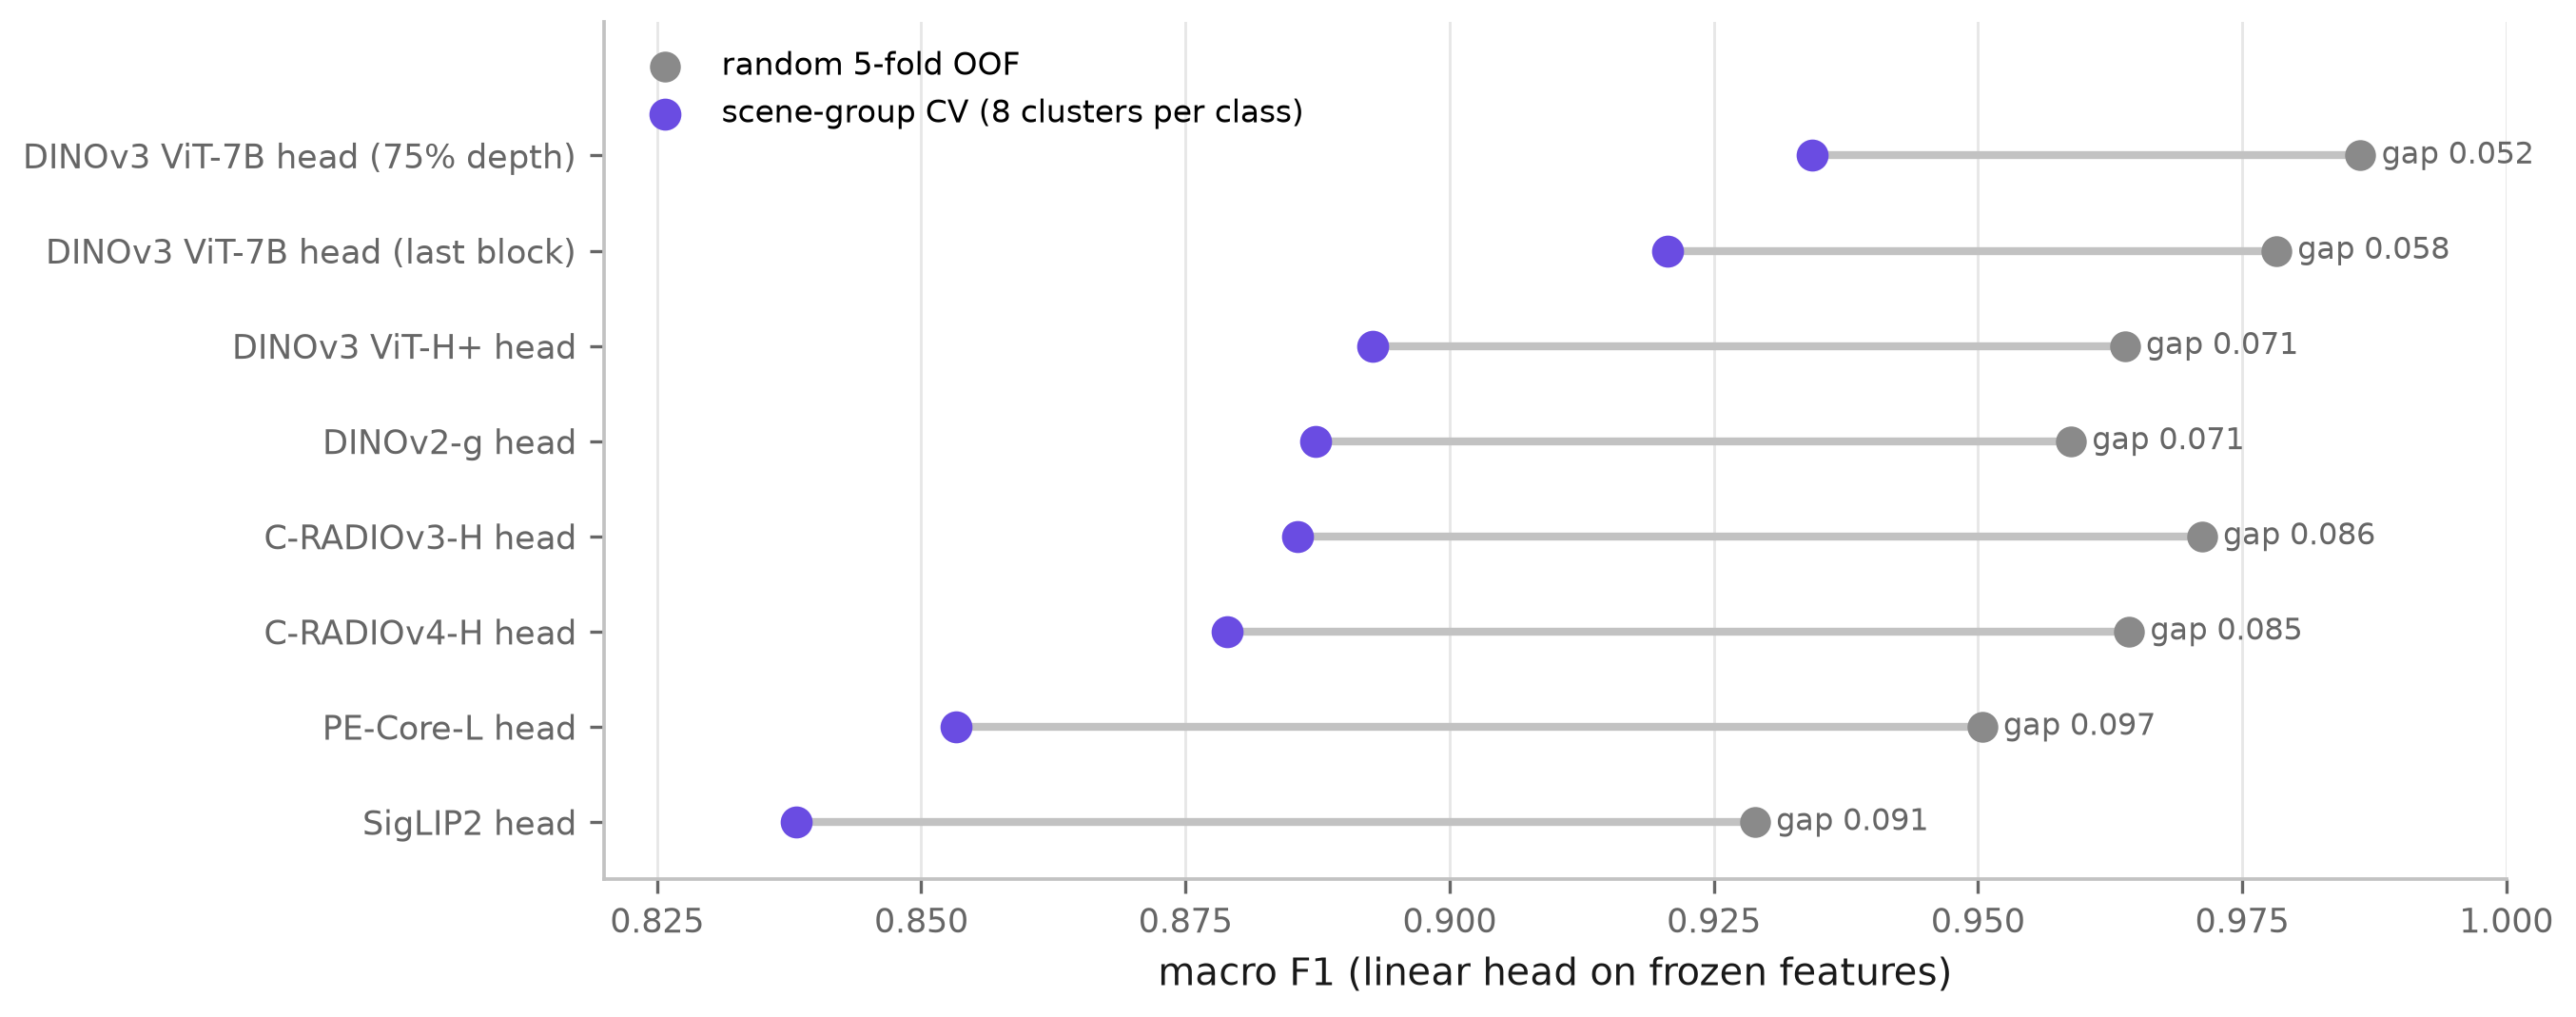 random 5-fold OOF
scene-group CV (8 clusters per class)
DINOv3 ViT-7B head (75% depth)
gap 0.052
DINOv3 ViT-7B head (last block)
gap 0.058
DINOv3 ViT-H+ head
gap 0.071
DINOv2-g head
gap 0.071
C-RADIOv3-H head
gap 0.086
C-RADIOv4-H head
gap 0.085
PE-Core-L head
gap 0.097
SigLIP2 head
gap 0.091
0.825 0.850 0.875 0.900 0.925 0.950 0.975 1.000
macro F1 (linear head on frozen features)